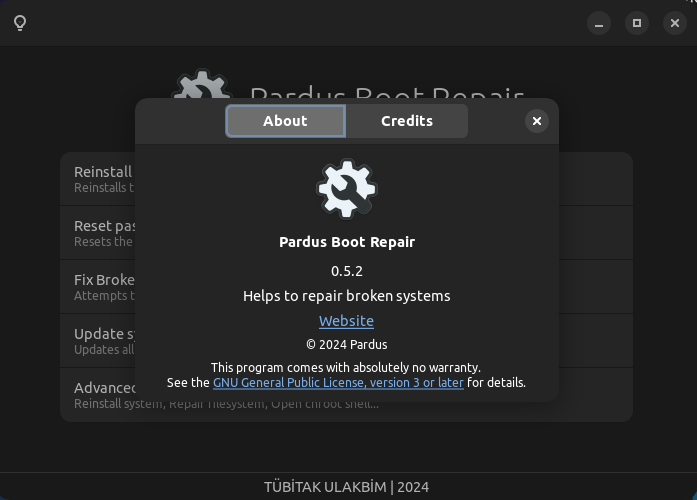 Pardus Boot Repair
About
Credits
Reinstall
Reinstalls t
Reset pas
Resets the
Fix Broke
Attempts t
Update sy
Updates all
Advanced
Reinstall system, Repair filesystem, Open chroot shell...
Pardus Boot Repair
0.5.2
Helps to repair broken systems
Website
© 2024 Pardus
This program comes with absolutely no warranty.
See the GNU General Public License, version 3 or later for details.
TÜBİTAK ULAKBİM | 2024